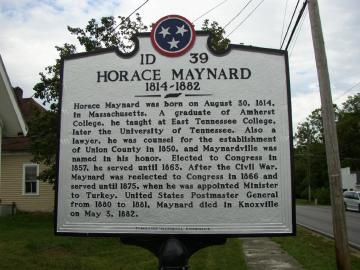 1D 39
HORACE MAYNARD
1814-1882
Horace Maynard was born on August 30, 1814,
in Massachusetts. A graduate of Amherst
College, he taught at East Tennessee College,
later the University of Tennessee. Also a
lawyer, he was counsel for the establishment
of Union County in 1850, and Maynardville was
named in his honor. Elected to Congress in
1857, he served until 1863. After the Civil War,
Maynard was reelected to Congress in 1866 and
served until 1875, when he was appointed Minister
to Turkey. United States Postmaster General
from 1880 to 1881, Maynard died in Knoxville
on May 3, 1882.
TENNESSEE HISTORICAL COMMISSION